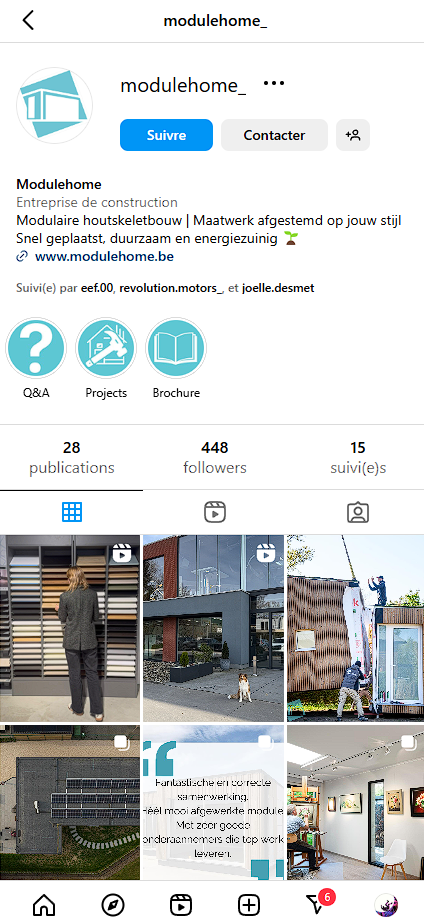 modulehome_
modulehome_
Suivre
Contacter
Modulehome
Entreprise de construction
Modulaire houtskeletbouw | Maatwerk afgestemd op jouw stijl
Snel geplaatst, duurzaam en energiezuinig 🌱
www.modulehome.be
Suivi(e) par eef.00, revolution.motors_, et joelle.desmet
Q&A
Projects
Brochure
28
publications
448
followers
15
suivi(e)s
Fantastische en correcte
samenwerking.
Héél mooi afgewerkte module
Met zeer goede
onderaannemers die top werk
leveren.
6